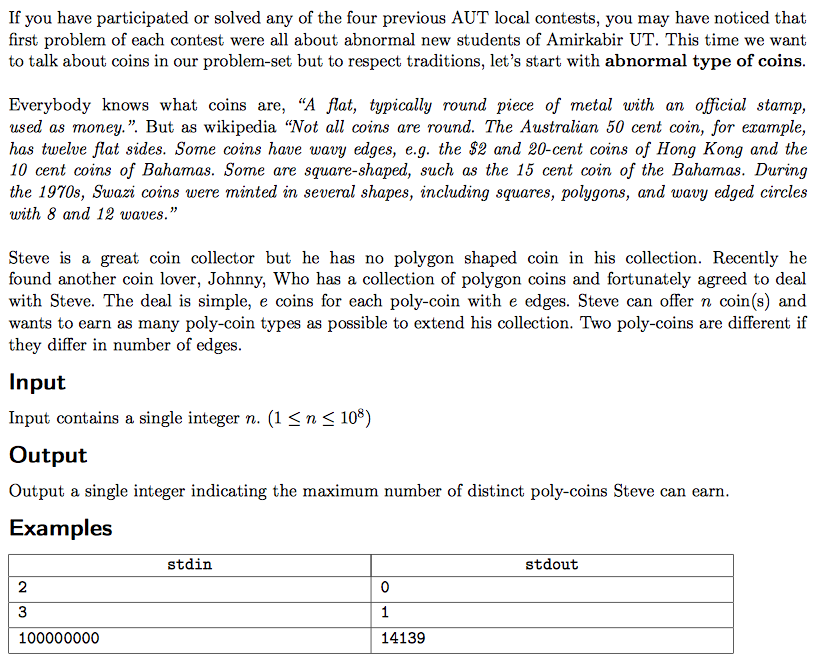 If you have participated or solved any of the four previous AUT local contests, you may have noticed that
first problem of each contest were all about abnormal new students of Amirkabir UT. This time we want
to talk about coins in our problem-set but to respect traditions, let's start with abnormal type of coins.
Everybody knows what coins are, "A flat, typically round piece of metal with an official stamp,
used as money.". But as wikipedia "Not all coins are round. The Australian 50 cent coin, for example,
has twelve flat sides. Some coins have wavy edges, e.g. the $2 and 20-cent coins of Hong Kong and the
10 cent coins of Bahamas. Some are square-shaped, such as the 15 cent coin of the Bahamas. During
the 1970s, Swazi coins were minted in several shapes, including squares, polygons, and wavy edged circles
with 8 and 12 waves."
Steve is a great coin collector but he has no polygon shaped coin in his collection. Recently he
found another coin lover, Johnny, Who has a collection of polygon coins and fortunately agreed to deal
with Steve. The deal is simple, e coins for each poly-coin with e edges. Steve can offer n coin(s) and
wants to earn as many poly-coin types as possible to extend his collection. Two poly-coins are different if
they differ in number of edges.
Input
Input contains a single integer n. (1 ≤ n ≤ 10⁸)
Output
Output a single integer indicating the maximum number of distinct poly-coins Steve can earn.
Examples
stdin stdout
2 0
3 1
100000000 14139